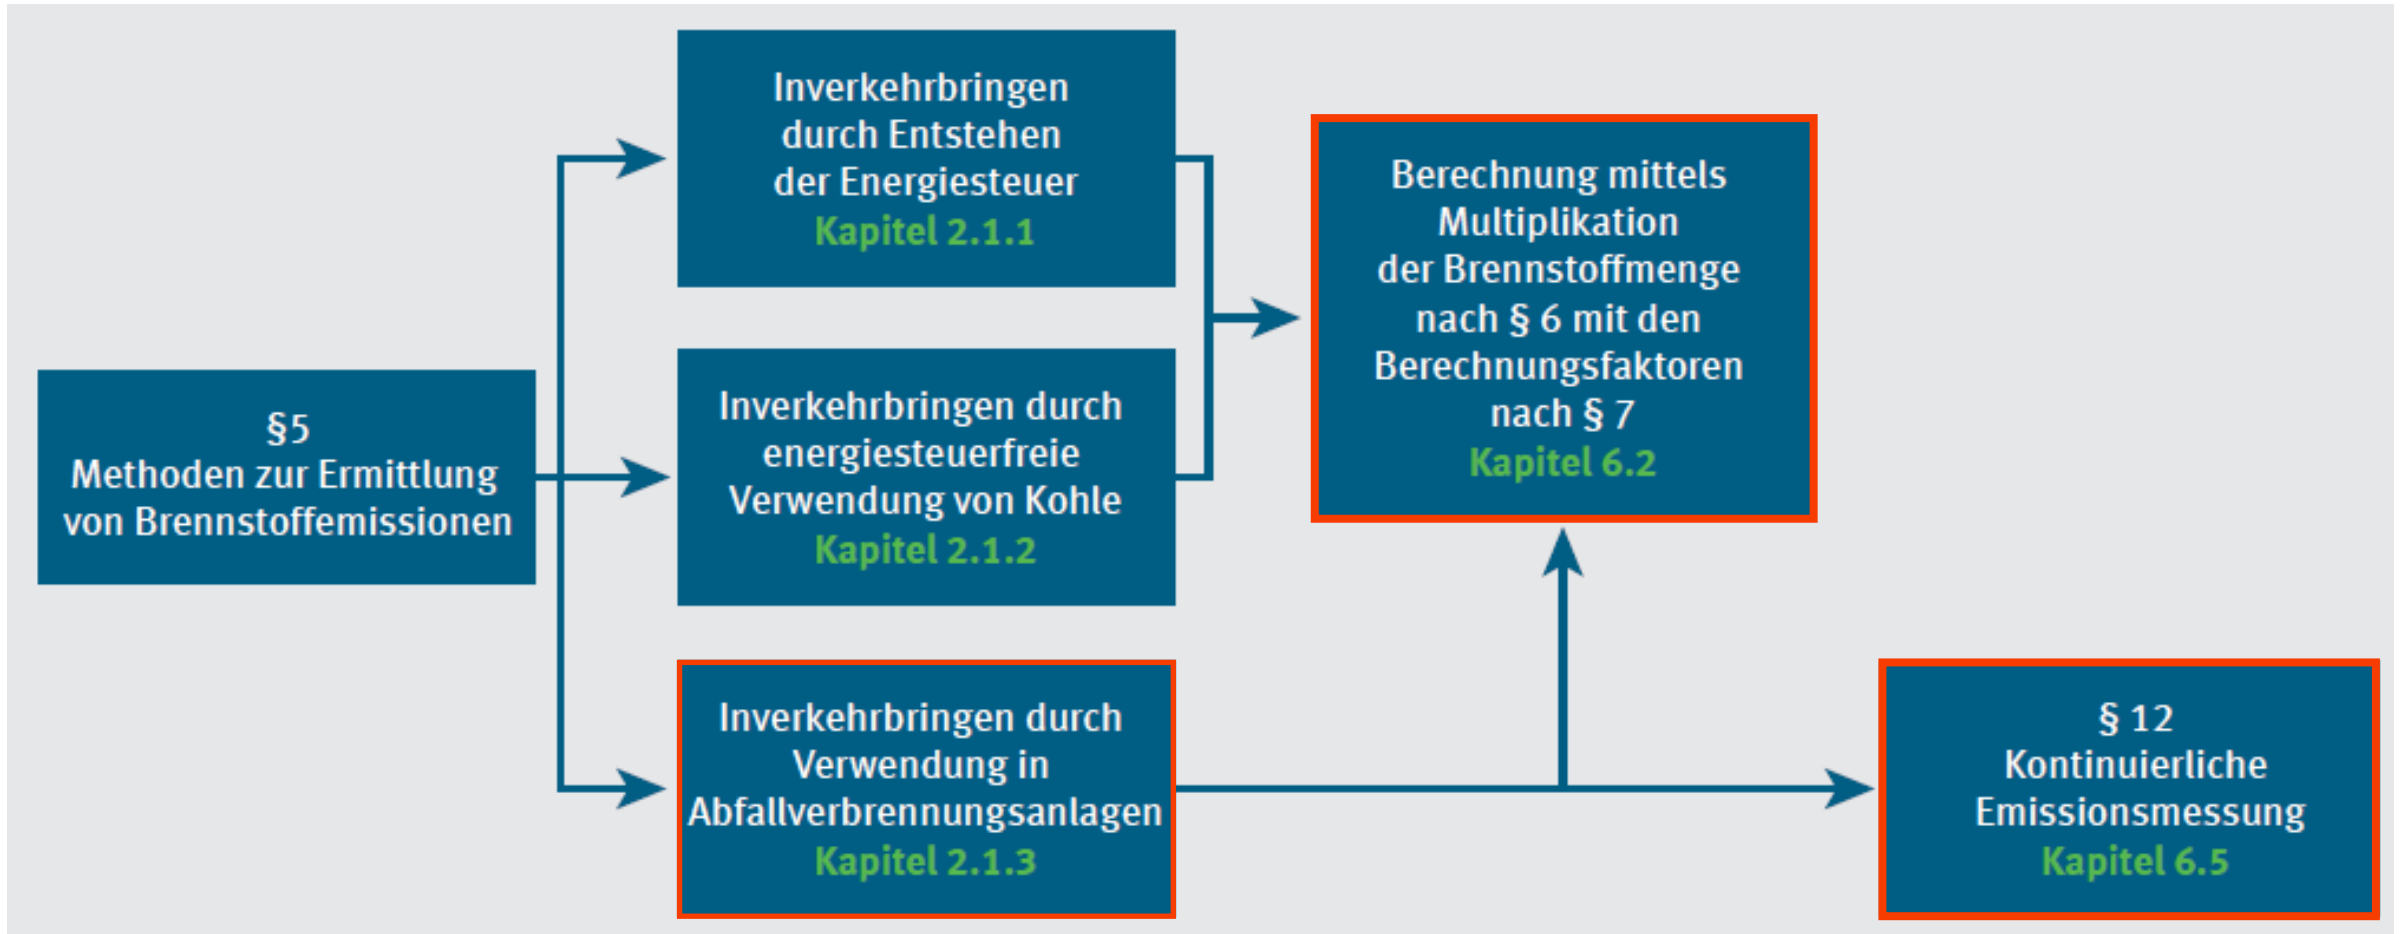 §5
Methoden zur Ermittlung
von Brennstoffemissionen
Inverkehrbringen
durch Entstehen
der Energiesteuer
Kapitel 2.1.1
Inverkehrbringen durch
energiesteuerfreie
Verwendung von Kohle
Kapitel 2.1.2
Inverkehrbringen durch
Verwendung in
Abfallverbrennungsanlagen
Kapitel 2.1.3
Berechnung mittels
Multiplikation
der Brennstoffmenge
nach § 6 mit den
Berechnungsfaktoren
nach § 7
Kapitel 6.2
§ 12
Kontinuierliche
Emissionsmessung
Kapitel 6.5